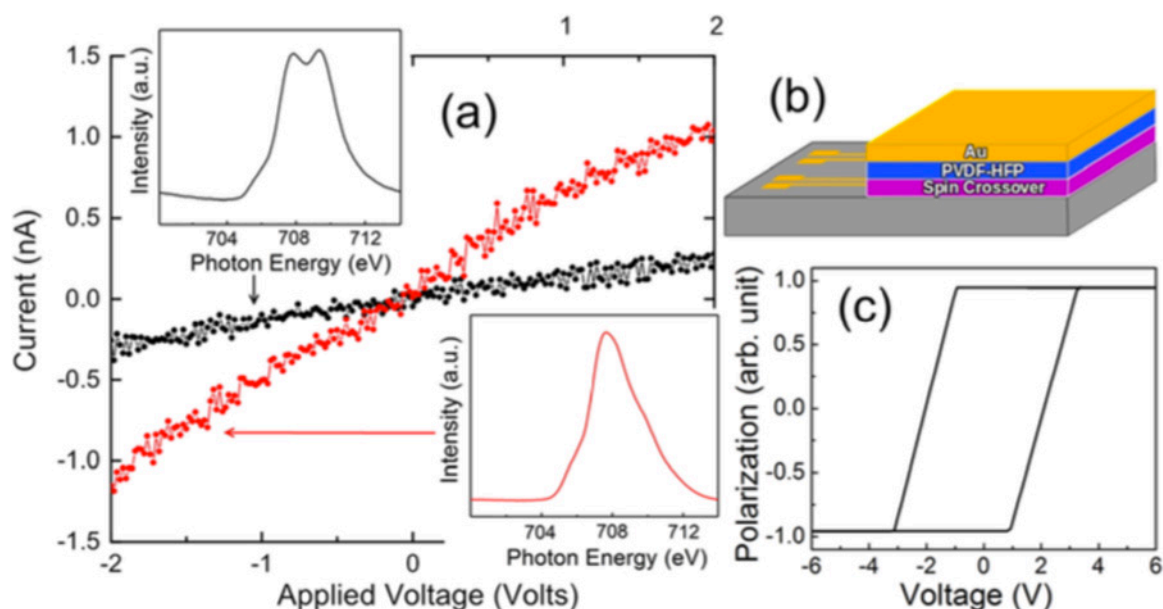 1 2
1.5
1.0
0.5
0.0
-0.5
-1.0
-1.5
Current (nA)
-2 -1 0
Applied Voltage (Volts)
(a)
Intensity (a.u.)
704 708 712
Photon Energy (eV)
Intensity (a.u.)
704 708 712
Photon Energy (eV)
(b)
Au
PVDF-HFP
Spin Crossover
(c)
Polarization (arb. unit)
1.0
0.5
0.0
-0.5
-1.0
-6 -4 -2 0 2 4 6
Voltage (V)